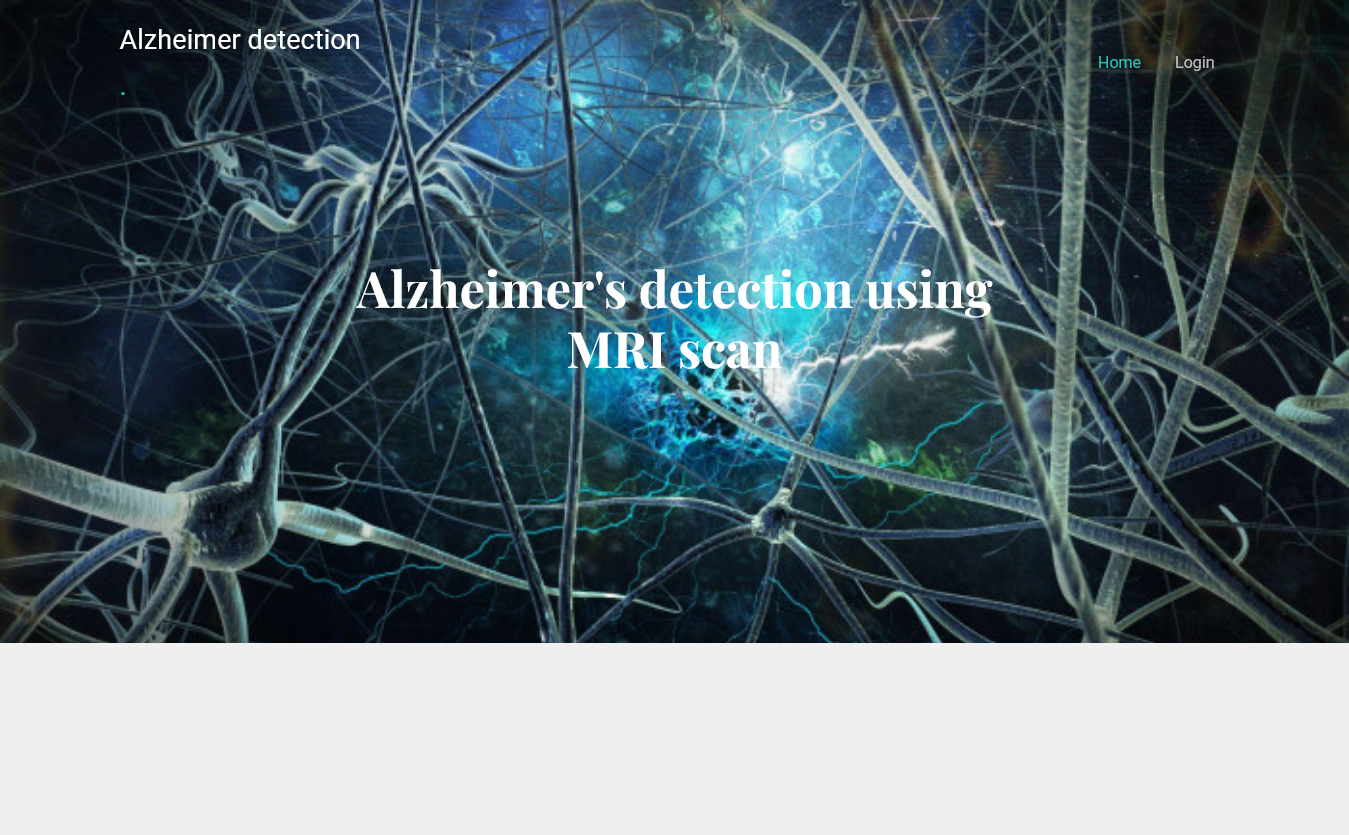 Alzheimer detection
.
Home Login
Alzheimer's detection using
MRI scan